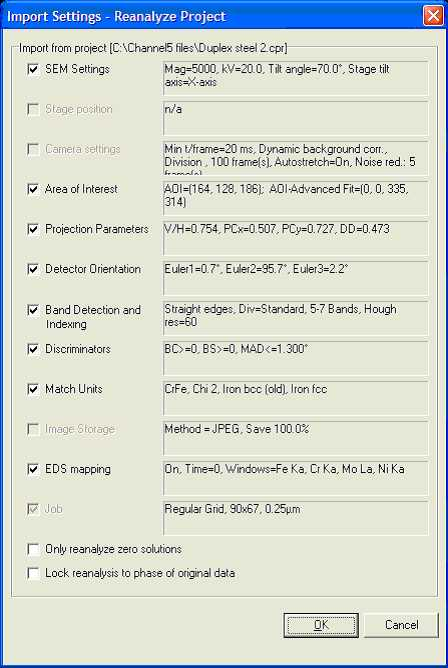 Import Settings - Reanalyze Project
Import from project [C:\Channel5 files\Duplex steel 2.cpr]
SEM Settings
Mag=5000, kV=20.0, Tilt angle=70.0°, Stage tilt
axis=X-axis
Stage position
n/a
Camera settings
Min t/frame=20 ms, Dynamic background corr.,
Division , 100 frame(s), Autostretch=On, Noise red.: 5
frame(s)
Area of Interest
AOI=(164, 128, 186); AOI-Advanced Fit=(0, 0, 335,
314)
Projection Parameters
V/H=0.754, PCx=0.507, PCy=0.727, DD=0.473
Detector Orientation
Euler1=0.7°, Euler2=95.7°, Euler3=2.2°
Band Detection and
Indexing
Straight edges, Div=Standard, 5-7 Bands, Hough
res=60
Discriminators
BC>=0, BS>=0, MAD<=1.300°
Match Units
CrFe, Chi 2, Iron bcc (old), Iron fcc
Image Storage
Method = JPEG, Save 100.0%
EDS mapping
On, Time=0, Windows=Fe Ka, Cr Ka, Mo La, Ni Ka
Job
Regular Grid, 90x67, 0.25µm
Only reanalyze zero solutions
Lock reanalysis to phase of original data
OK
Cancel